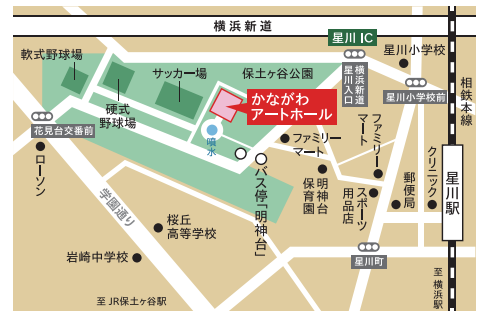 横浜新道
星川 IC
軟式野球場
硬式
野球場
サッカー場
保土ヶ谷公園
星川小学校
横浜新道
星川入口
星川小学校前
相鉄本線
かながわ
アートホール
花見台交番前
噴水
ファミリー
マート
ファミリー
マート
ローソン
学園通り
バス停「明神台」
明神台
保育園
スポーツ
用品店
郵便局
クリニック
星川駅
桜丘
高等学校
岩崎中学校
星川町
至 横浜駅
至 JR保土ヶ谷駅